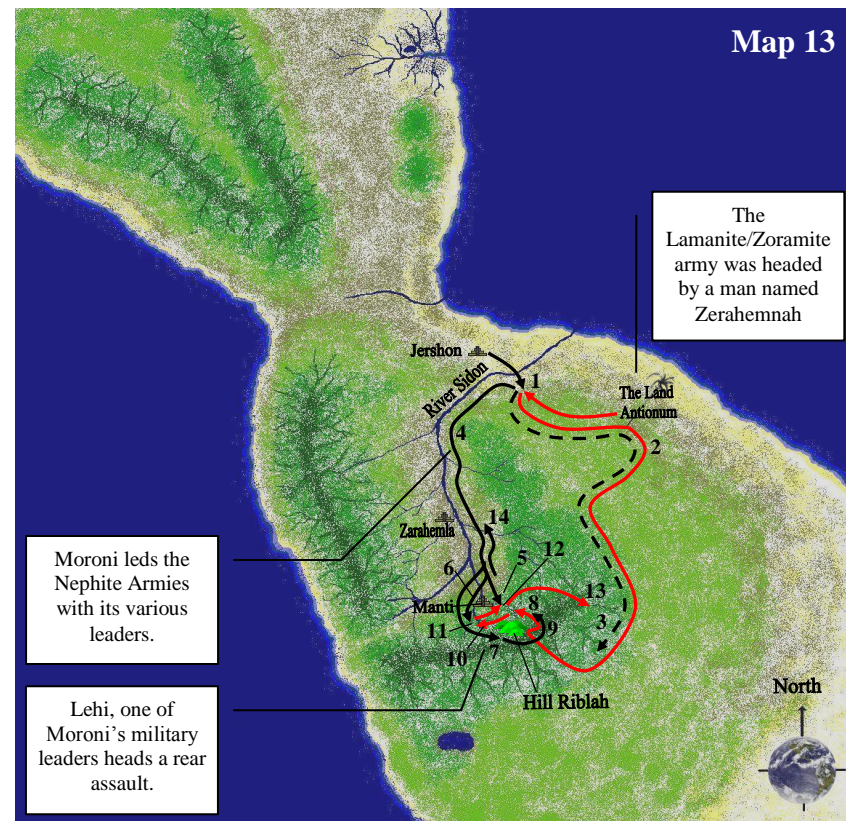 Map 13
The
Lamanite/Zoramite
army was headed
by a man named
Zerahemnah
Jershon
1
River Sidon
The Land
Antionum
2
4
Zarahemla
14
12
5
6
13
Manti
8
3
11
9
10
7
Hill Riblah
Moroni leds the
Nephite Armies
with its various
leaders.
Lehi, one of
Moroni's military
leaders heads a rear
assault.
North